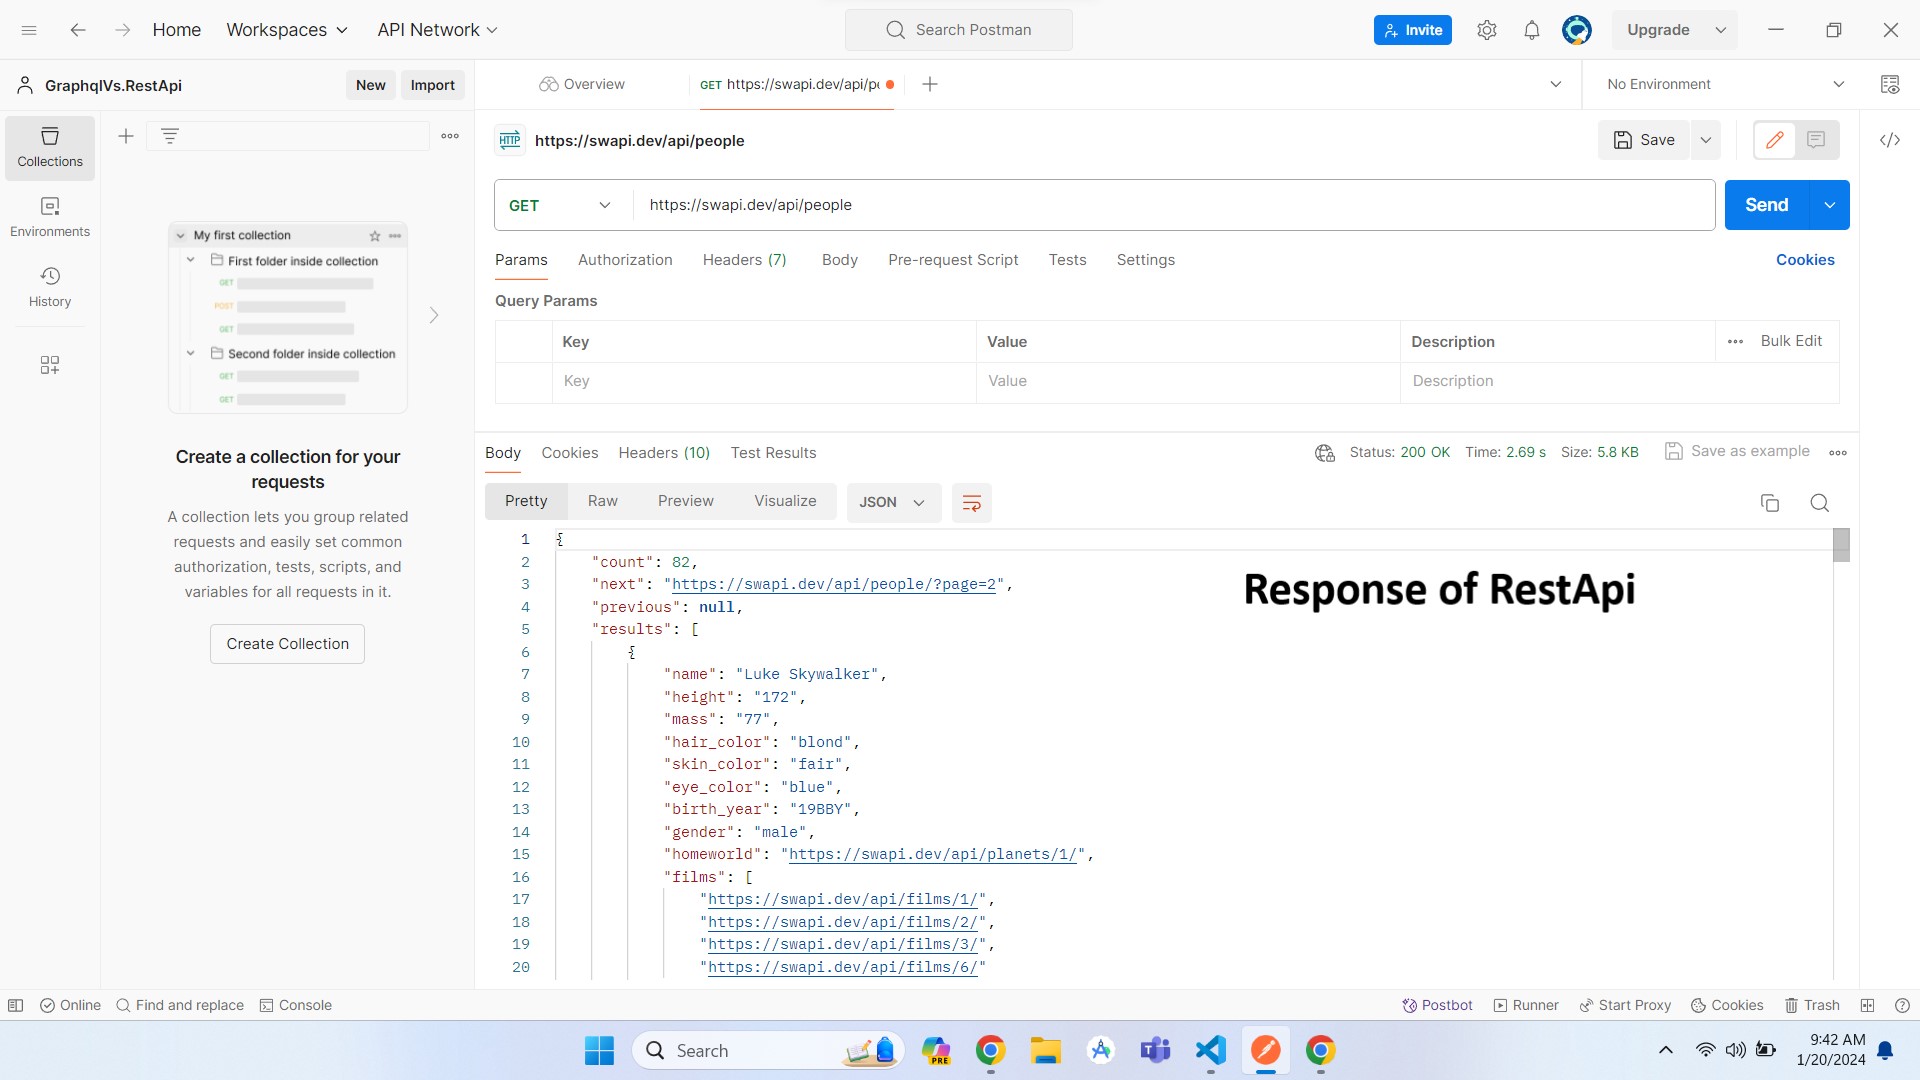 Home Workspaces API Network Search Postman Invite Upgrade
GraphqlVs.RestApi New Import Overview GET https://swapi.dev/api/p No Environment
Collections
HTTP https://swapi.dev/api/people Save
Environments
History
GET https://swapi.dev/api/people Send
My first collection
First folder inside collection
GET
POST
GET
Second folder inside collection
GET
GET
Create a collection for your
requests
A collection lets you group related
requests and easily set common
authorization, tests, scripts, and
variables for all requests in it.
Create Collection
Params Authorization Headers (7) Body Pre-request Script Tests Settings Cookies
Query Params
Key Value Description Bulk Edit
Key Value Description
Body Cookies Headers (10) Test Results Status: 200 OK Time: 2.69 s Size: 5.8 KB Save as example
Pretty Raw Preview Visualize JSON
1 {
2 "count": 82,
3 "next": "https://swapi.dev/api/people/?page=2",
4 "previous": null,
5 "results": [
6 {
7 "name": "Luke Skywalker",
8 "height": "172",
9 "mass": "77",
10 "hair_color": "blond",
11 "skin_color": "fair",
12 "eye_color": "blue",
13 "birth_year": "19BBY",
14 "gender": "male",
15 "homeworld": "https://swapi.dev/api/planets/1/",
16 "films": [
17 "https://swapi.dev/api/films/1/",
18 "https://swapi.dev/api/films/2/",
19 "https://swapi.dev/api/films/3/",
20 "https://swapi.dev/api/films/6/"
Response of RestApi
Online Find and replace Console Postbot Runner Start Proxy Cookies Trash
Search PRE 9:42 AM
1/20/2024